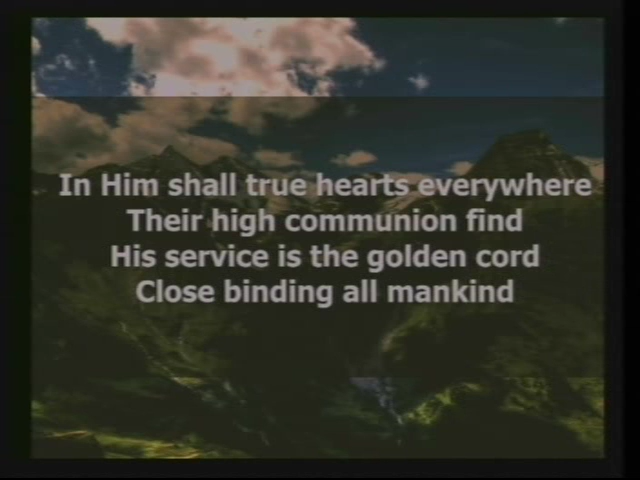 In Him shall true hearts everywhere
Their high communion find
His service is the golden cord
Close binding all mankind